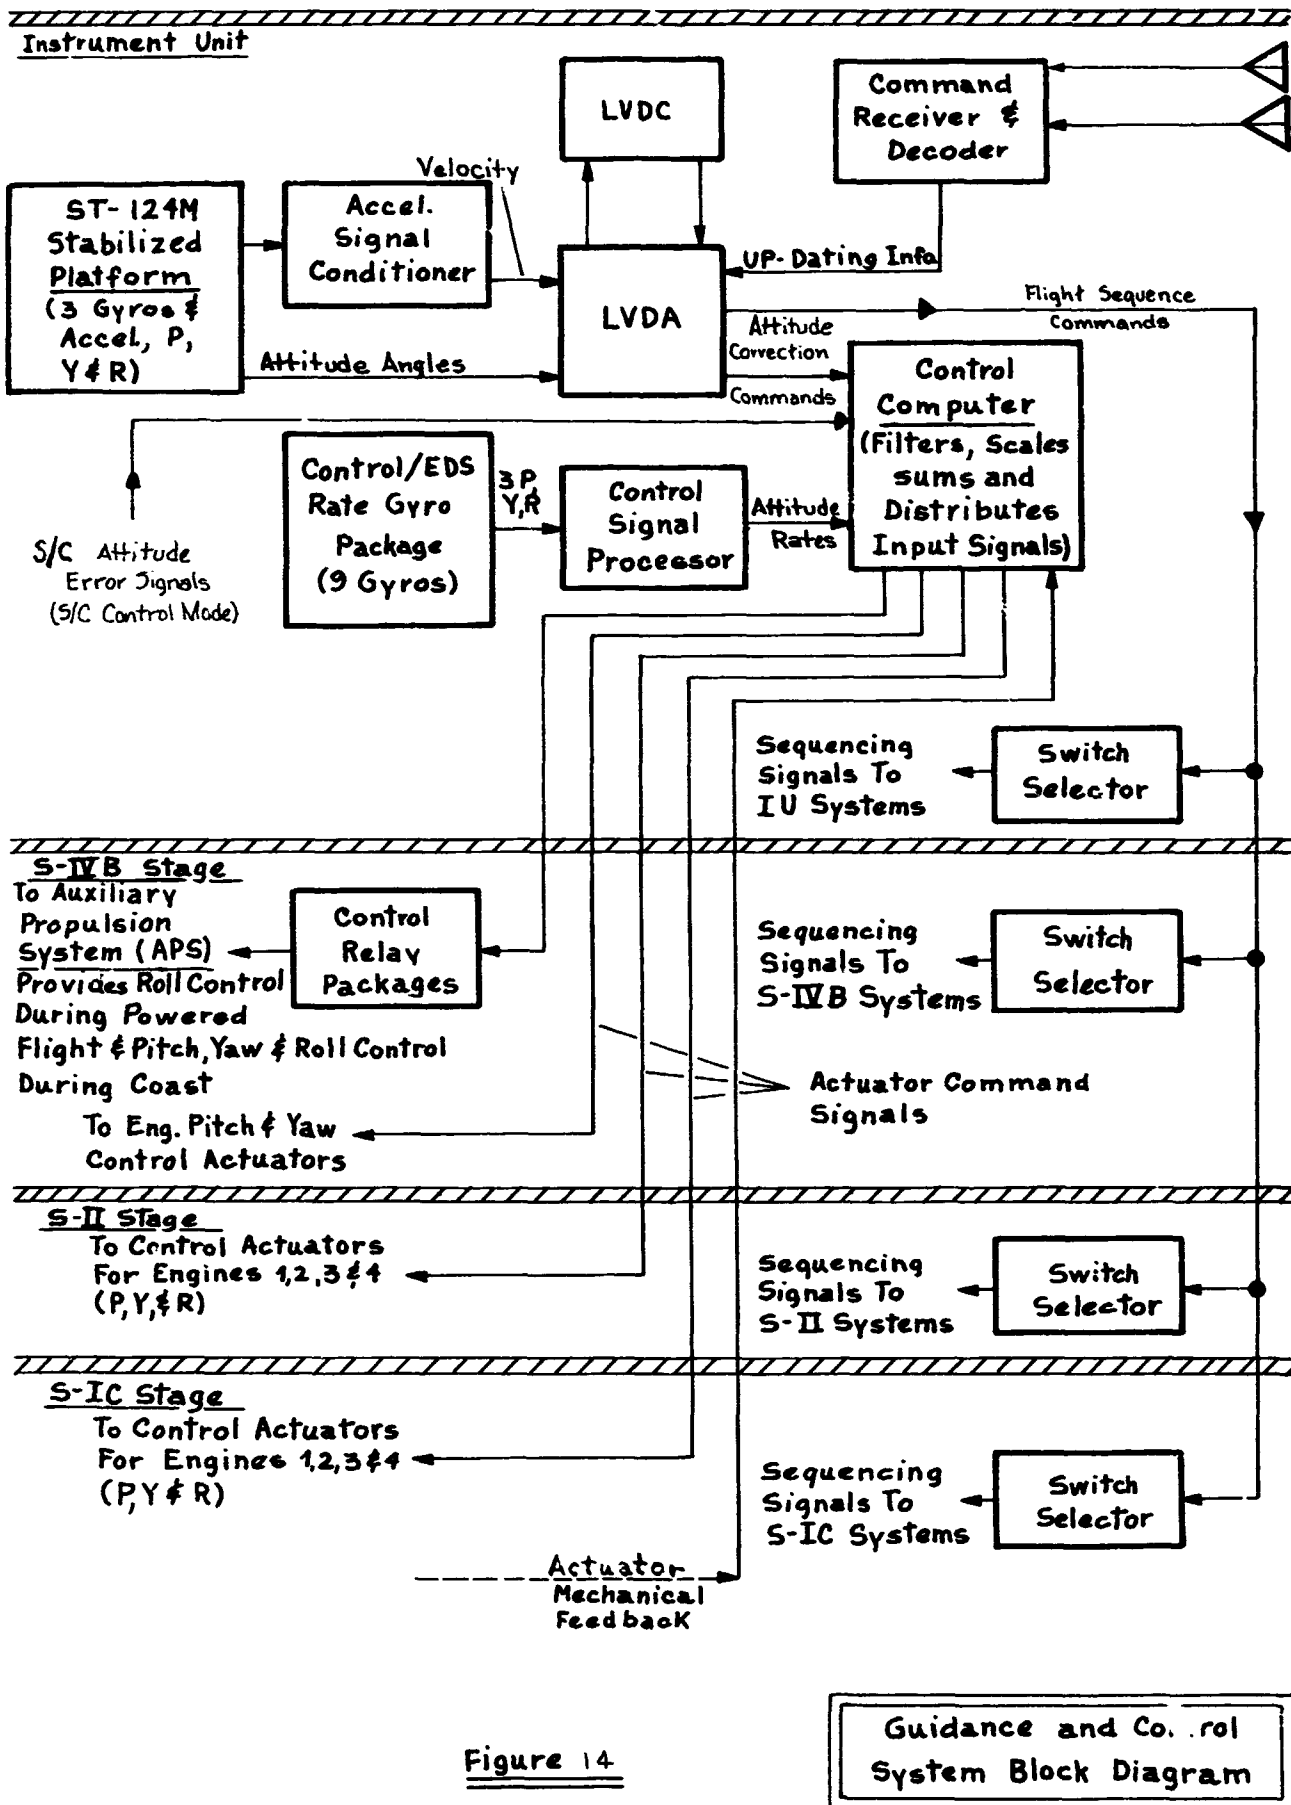 Instrument Unit
LVDC
Command
Receiver &
Decoder
Velocity
ST-124M
Stabilized
Platform
(3 Gyros &
Accel., P,
Y & R)
Accel.
Signal
Conditioner
LVDA
UP-Dating Info
Flight Sequence
Commands
Attitude Angles
Attitude
Correction
Commands
Control
Computer
(Filters, Scales
sums and
Distributes
Input Signals)
S/C Attitude
Error Signals
(S/C Control Mode)
Control/EDS
Rate Gyro
Package
(9 Gyros)
3 P,
Y, R
Control
Signal
Processor
Attitude
Rates
Sequencing
Signals To
IU Systems
Switch
Selector
S-IVB Stage
To Auxiliary
Propulsion
System (APS)
Provides Roll Control
During Powered
Flight & Pitch, Yaw & Roll Control
During Coast
Control
Relay
Packages
Sequencing
Signals To
S-IVB Systems
Switch
Selector
Actuator Command
Signals
To Eng. Pitch & Yaw
Control Actuators
S-II Stage
To Control Actuators
For Engines 1,2,3 & 4
(P, Y, & R)
Sequencing
Signals To
S-II Systems
Switch
Selector
S-IC Stage
To Control Actuators
For Engines 1,2,3 & 4
(P, Y & R)
Sequencing
Signals To
S-IC Systems
Switch
Selector
Actuator
Mechanical
Feedback
Figure 14
Guidance and
System Block Diagram